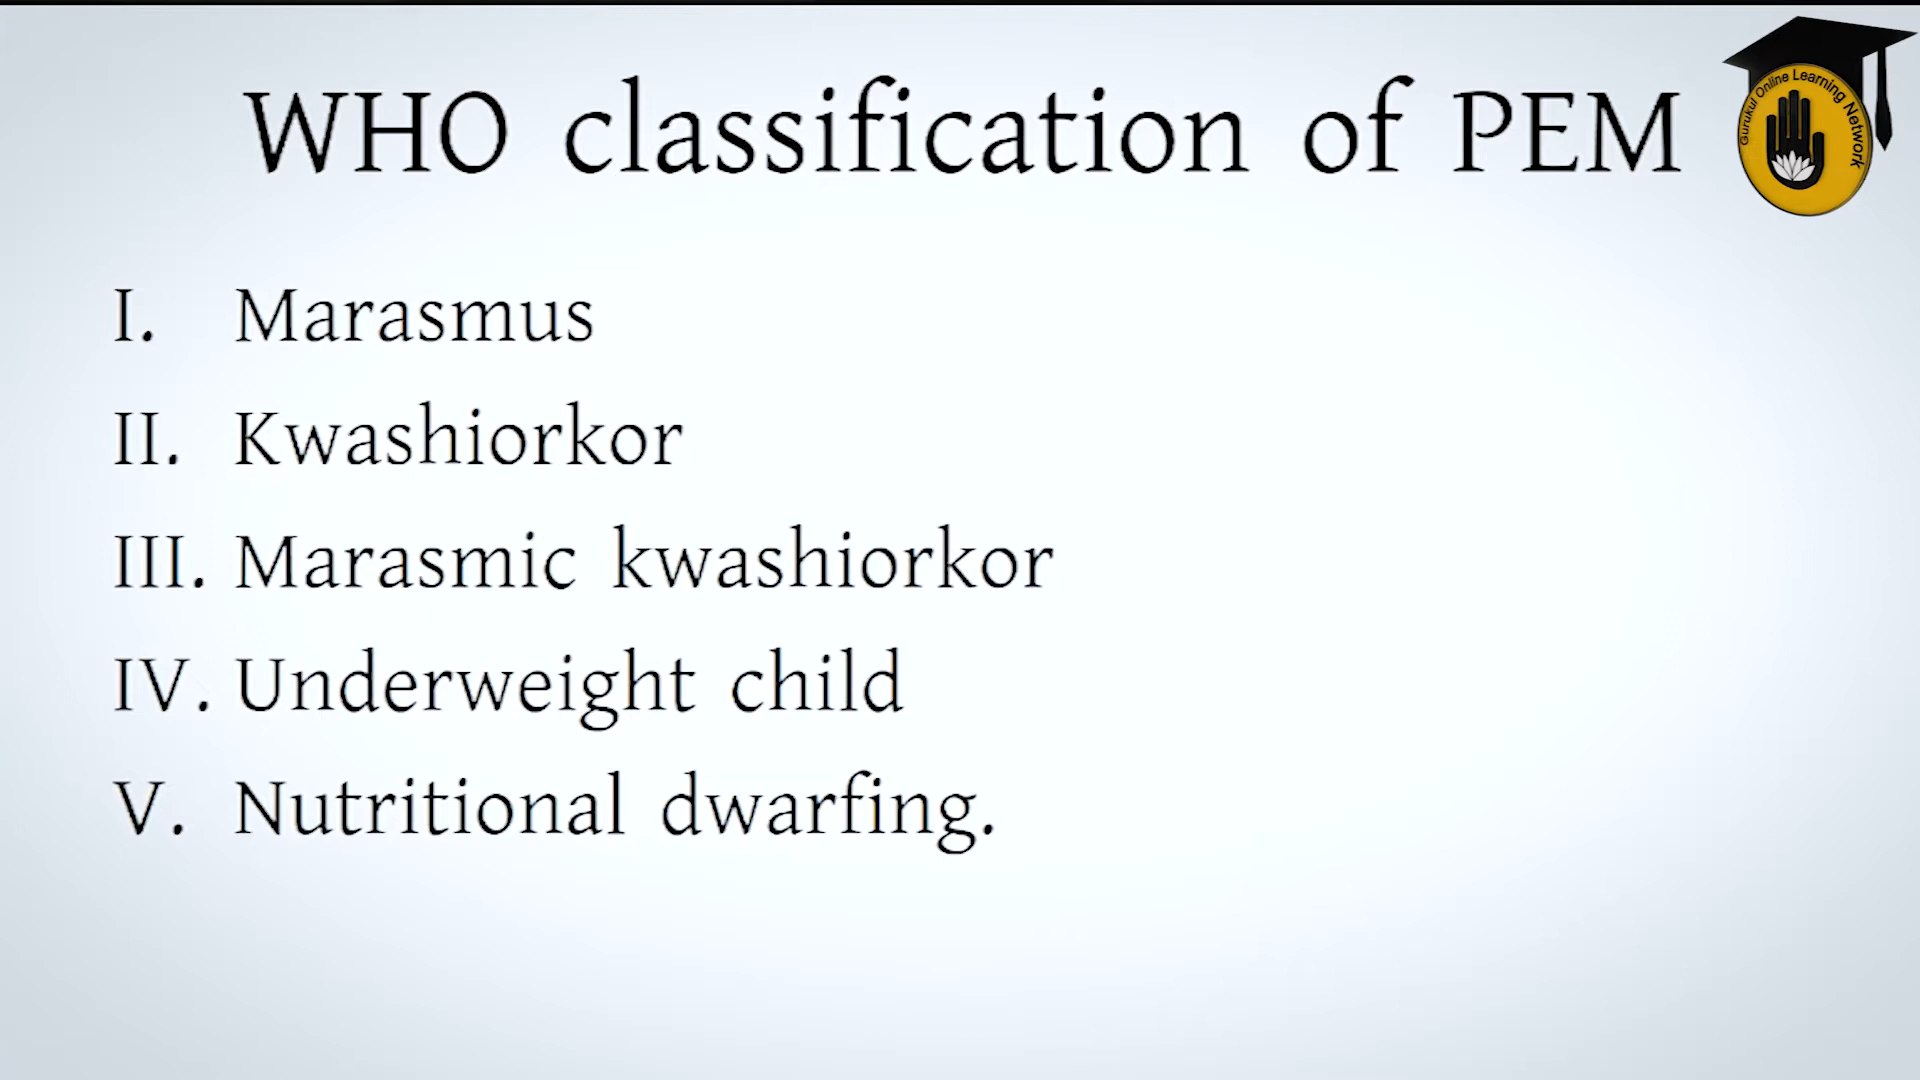 WHO classification of PEM
Gurukul Online Learning Network
I. Marasmus
II. Kwashiorkor
III. Marasmic kwashiorkor
IV. Underweight child
V. Nutritional dwarfing.